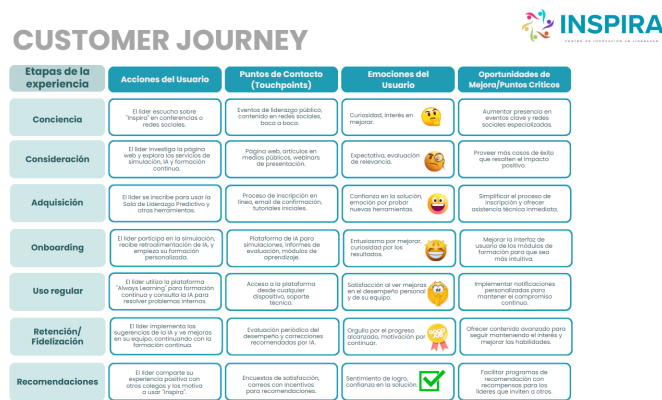 CUSTOMER JOURNEY
INSPIRA
CENTRO DE INNOVACIÓN EN LIDERAZGO
Etapas de la
experiencia
Acciones del Usuario
Puntos de Contacto
(Touchpoints)
Emociones del
Usuario
Oportunidades de
Mejora/Puntos Críticos
Conciencia
El líder escucha sobre
"Inspira" en conferencias o
redes sociales.
Eventos de liderazgo público,
contenido en redes sociales,
boca a boca.
Curiosidad, interés en
mejorar.
Aumentar presencia en
eventos clave y redes
sociales especializadas.
Consideración
El líder investiga la página
web y explora los servicios de
simulación, IA y formación
continua.
Página web, artículos en
medios públicos, webinars
de presentación.
Expectativa, evaluación
de relevancia.
Proveer más casos de éxito
que resalten el impacto
positivo.
Adquisición
El líder se inscribe para usar la
Sala de Liderazgo Predictivo y
otras herramientas.
Proceso de inscripción en
línea, email de confirmación,
tutoriales iniciales.
Confianza en la solución,
emoción por probar
nuevas herramientas.
Simplificar el proceso de
inscripción y ofrecer
asistencia técnica inmediata.
Onboarding
El líder participa en la simulación,
recibe retroalimentación de IA, y
empieza su formación
personalizada.
Plataforma de IA para
simulaciones, informes de
evaluación, módulos de
aprendizaje.
Entusiasmo por mejorar,
curiosidad por los
resultados.
Mejorar la interfaz de
usuario de los módulos de
formación para que sea
más intuitiva.
Uso regular
El líder utiliza la plataforma
"Always Learning" para formación
continua y consulta la IA para
resolver problemas internos.
Acceso a la plataforma
desde cualquier
dispositivo, soporte
técnico.
Satisfacción al ver mejoras
en el desempeño personal
y de su equipo.
Implementar notificaciones
personalizadas para
mantener el compromiso
continuo.
Retención/
Fidelización
El líder implementa las
sugerencias de la IA y ve mejoras
en su equipo, continuando con la
formación continua.
Evaluación periódica del
desempeño y correcciones
recomendadas por IA.
Orgullo por el progreso
alcanzado, motivación por
continuar.
Ofrecer contenido avanzado para
seguir manteniendo el interés y
mejorar las habilidades.
Recomendaciones
El líder comparte su
experiencia positiva con
otros colegas y los motiva
a usar "Inspira".
Encuestas de satisfacción,
correos con incentivos
para recomendaciones.
Sentimiento de logro,
confianza en la solución.
Facilitar programas de
recomendación con
recompensas para los
líderes que inviten a otros.